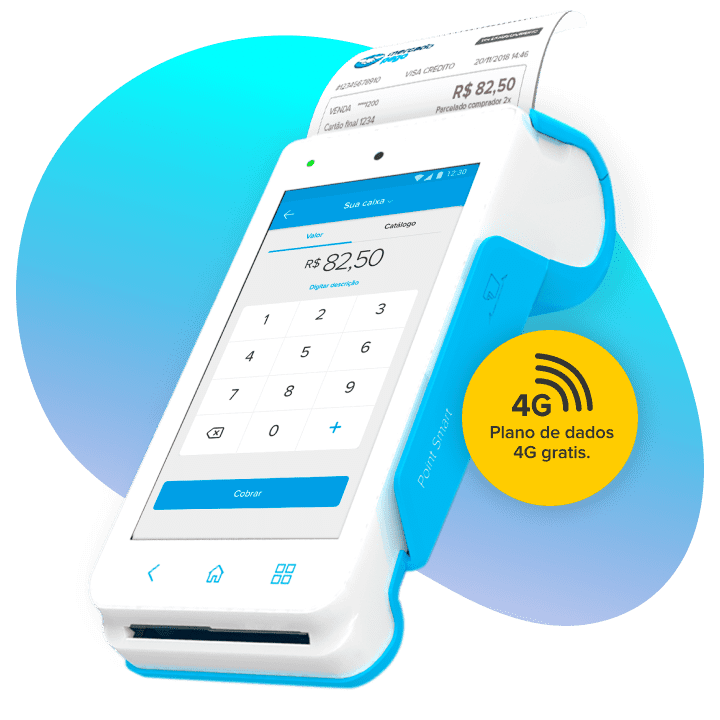 mercado
pago
#12345678910
VISA CREDITO
20/11/2018 14:46
VENDA ***1200
R$ 82,50
Cartão final 1234
Parcelado comprador 2x
12:30
Sua caixa
Valor
Catálogo
R$ 82,50
Digitar descrição
1 2 3
4 5 6
7 8 9
0 +
Cobrar
Point Smart
4G
Plano de dados
4G gratis.